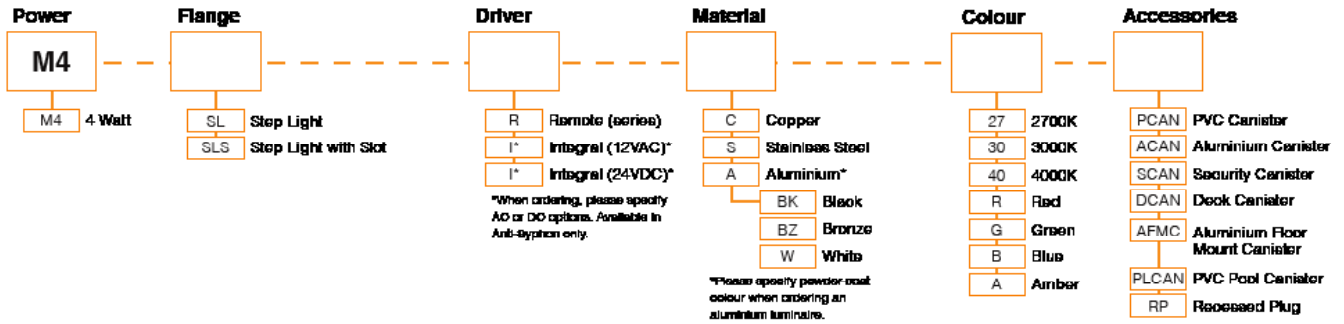 Power
Flange
Driver
Material
Colour
Accessories
M4
M4 4 Watt
SL Step Light
SLS Step Light with Slot
R Remote (series)
I* Integral (12VAC)*
I* Integral (24VDC)*
*When ordering, please specify
AC or DC options. Available in
Anti-Syphon only.
C Copper
S Stainless Steel
A Aluminium*
BK Black
BZ Bronze
W White
*Please specify powder coat
colour when ordering an
aluminium luminaire.
27 2700K
30 3000K
40 4000K
R Red
G Green
B Blue
A Amber
PCAN PVC Canister
ACAN Aluminium Canister
SCAN Security Canister
DCAN Deck Canister
AFMC Aluminium Floor
Mount Canister
PLCAN PVC Pool Canister
RP Recessed Plug